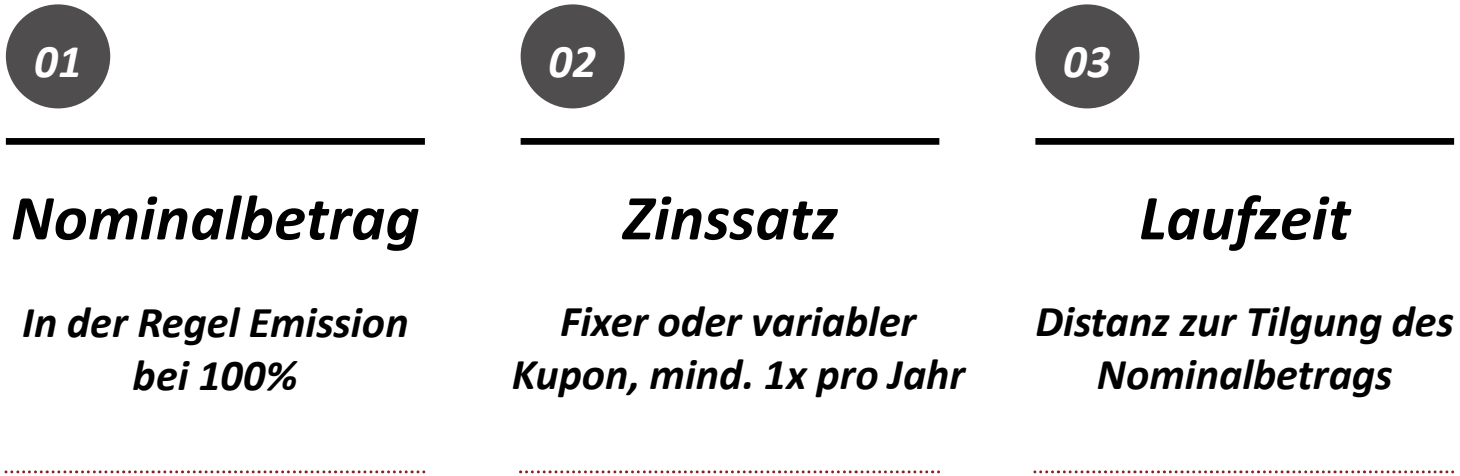 01
Nominalbetrag
In der Regel Emission
bei 100%
02
Zinssatz
Fixer oder variabler
Kupon, mind. 1x pro Jahr
03
Laufzeit
Distanz zur Tilgung des
Nominalbetrags